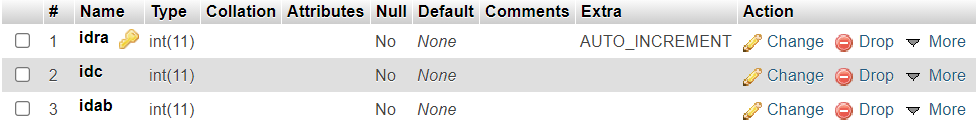 # Name Type Collation Attributes Null Default Comments Extra Action
1 idra int(11) No None AUTO_INCREMENT Change Drop More
2 idc int(11) No None Change Drop More
3 idab int(11) No None Change Drop More